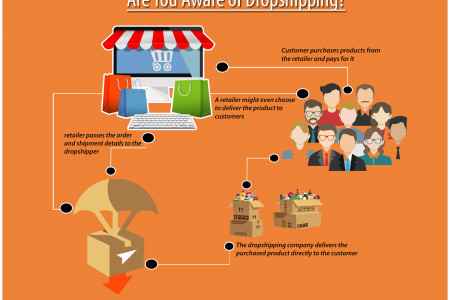 Are You Aware of Dropshipping?
Customer purchases products from
the retailer and pays for it
A retailer might even choose
to deliver the product to
customers
retailer passes the order
and shipment details to the
dropshipper
The dropshipping company delivers the
purchased product directly to the customer